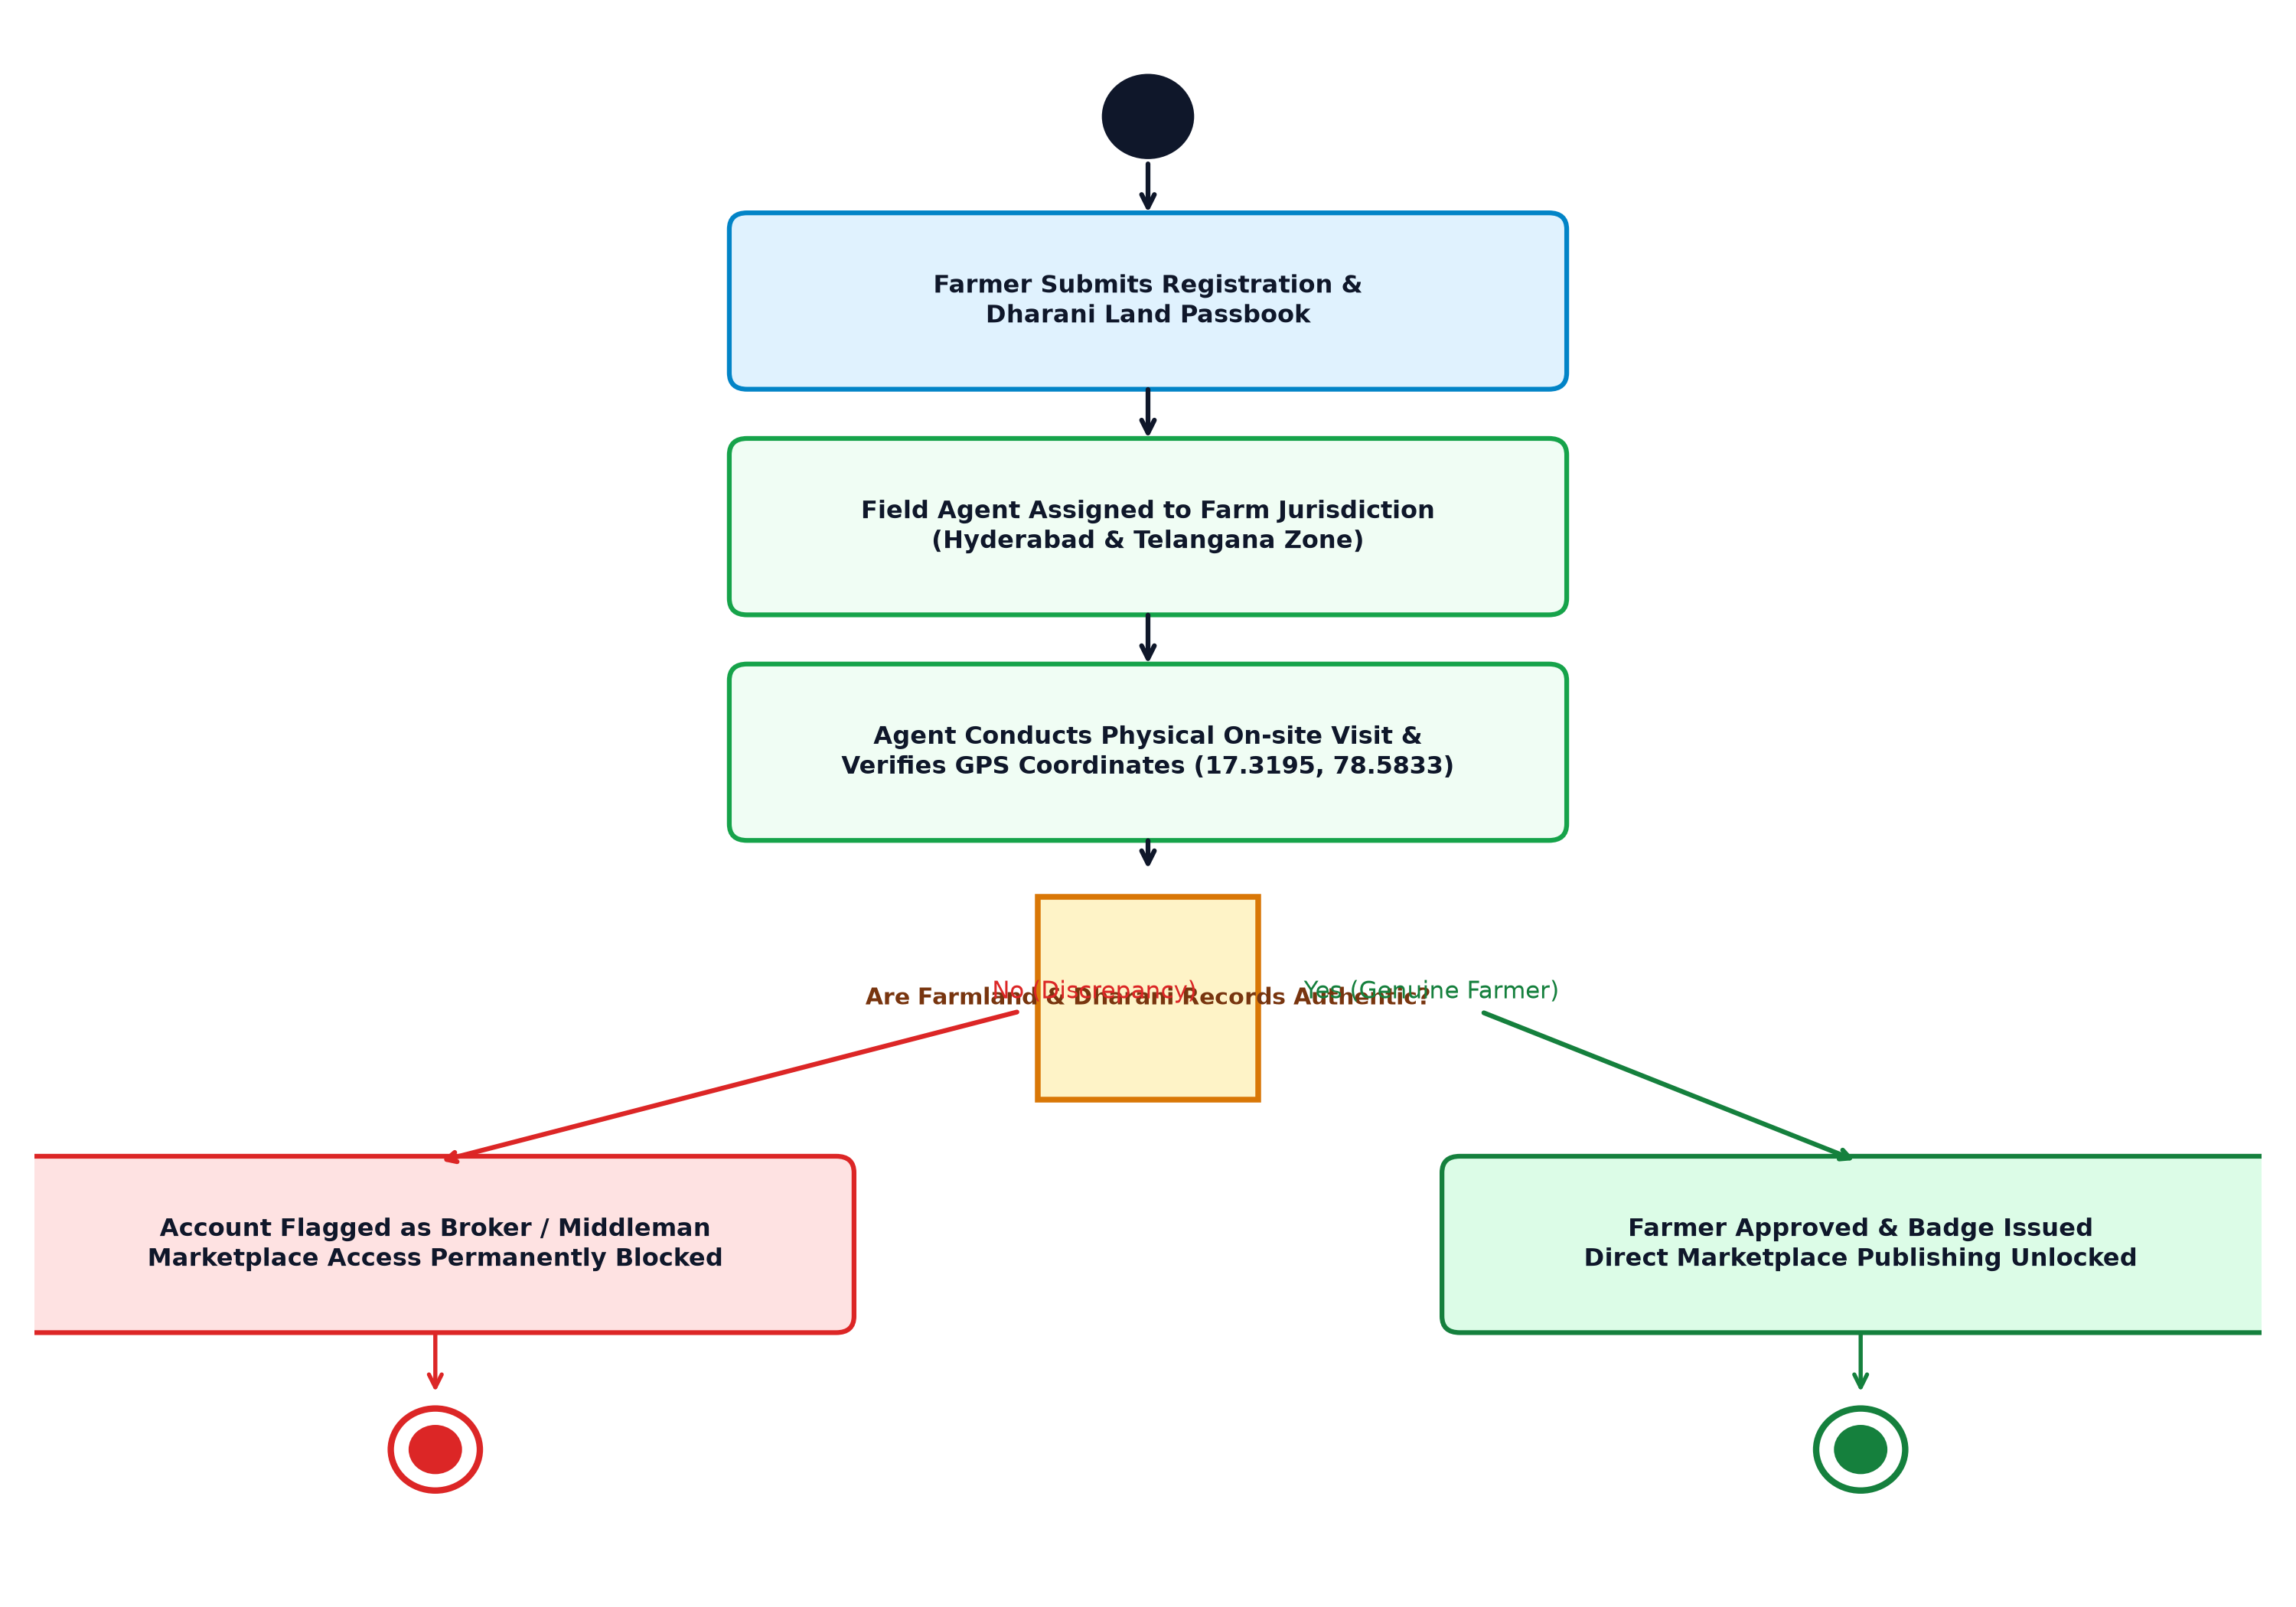 Farmer Submits Registration &
Dharani Land Passbook
Field Agent Assigned to Farm Jurisdiction
(Hyderabad & Telangana Zone)
Agent Conducts Physical On-site Visit &
Verifies GPS Coordinates (17.3195, 78.5833)
No (Discrepancy)
Yes (Genuine Farmer)
Are Farmland & Dharani Records Authentic?
Account Flagged as Broker / Middleman
Marketplace Access Permanently Blocked
Farmer Approved & Badge Issued
Direct Marketplace Publishing Unlocked